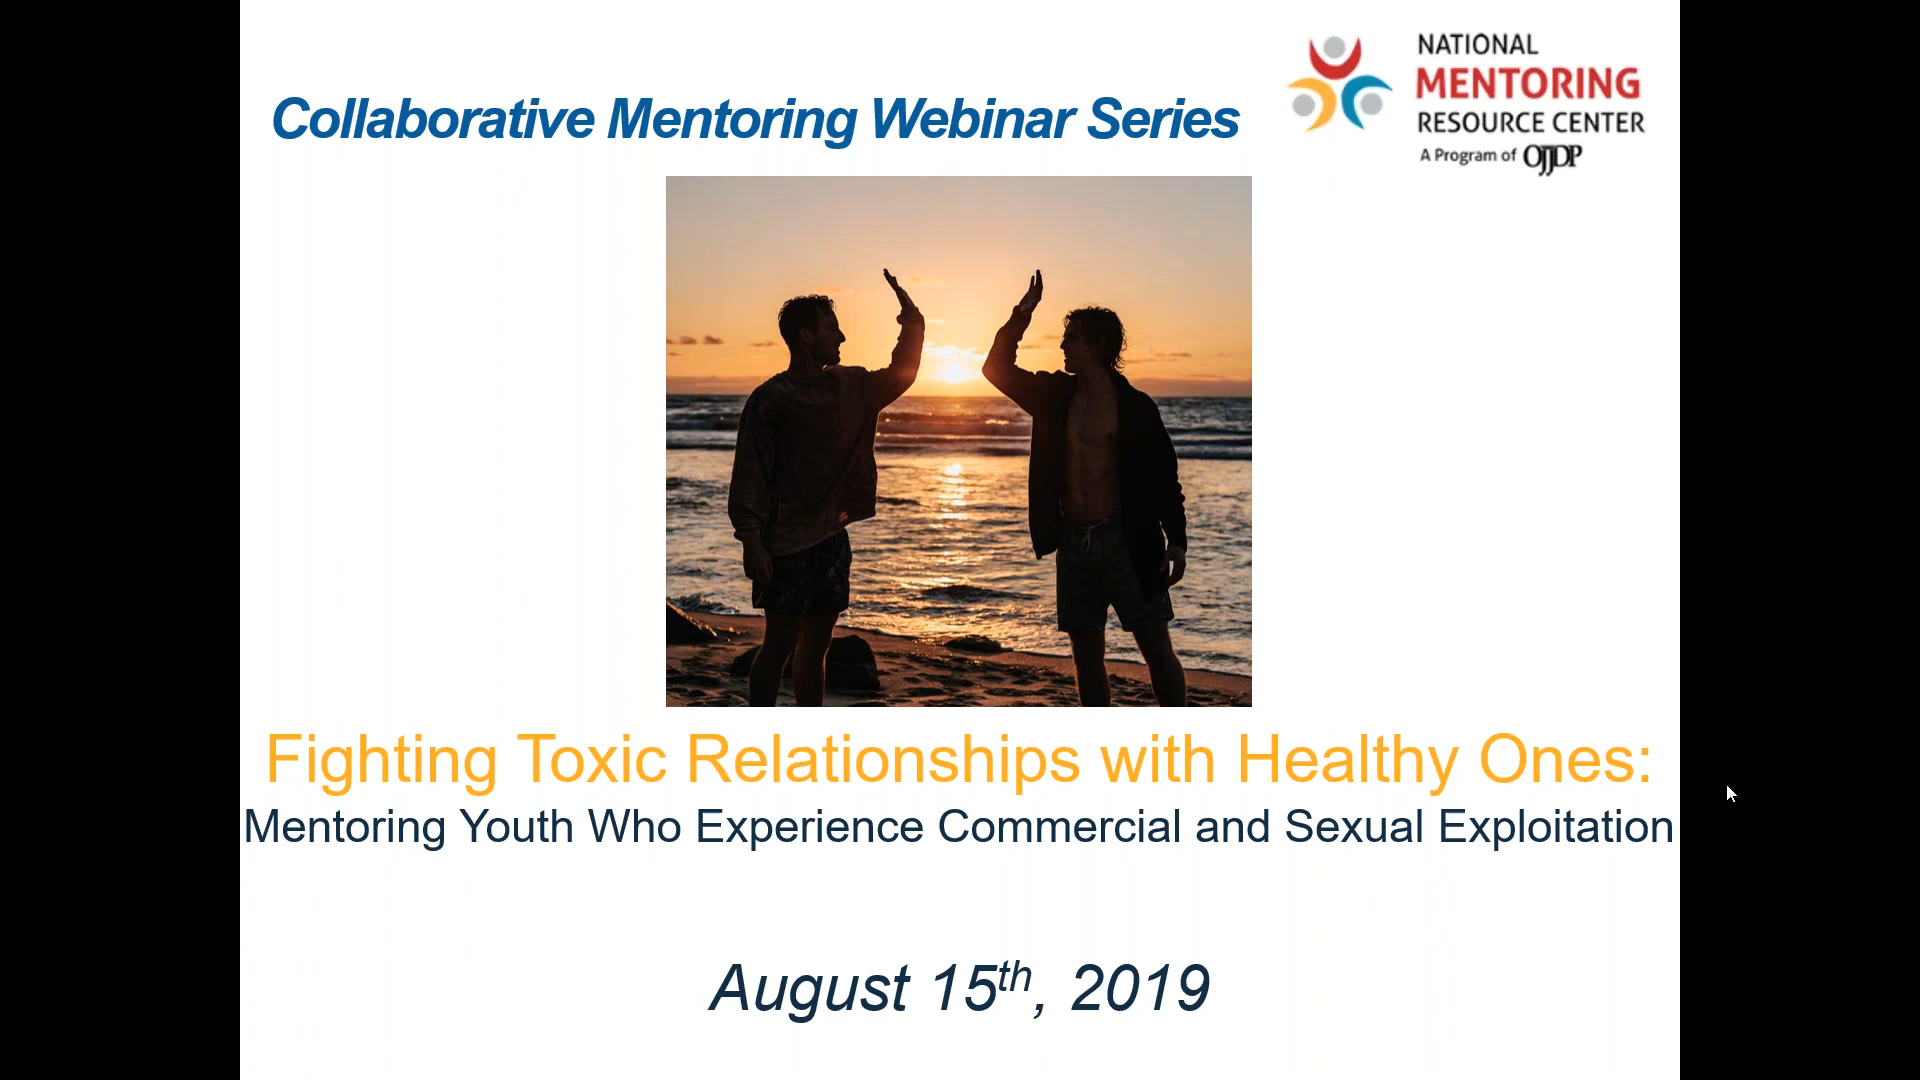 Collaborative Mentoring Webinar Series
NATIONAL
MENTORING
RESOURCE CENTER
A Program of OJJDP
Fighting Toxic Relationships with Healthy Ones:
Mentoring Youth Who Experience Commercial and Sexual Exploitation
August 15th, 2019